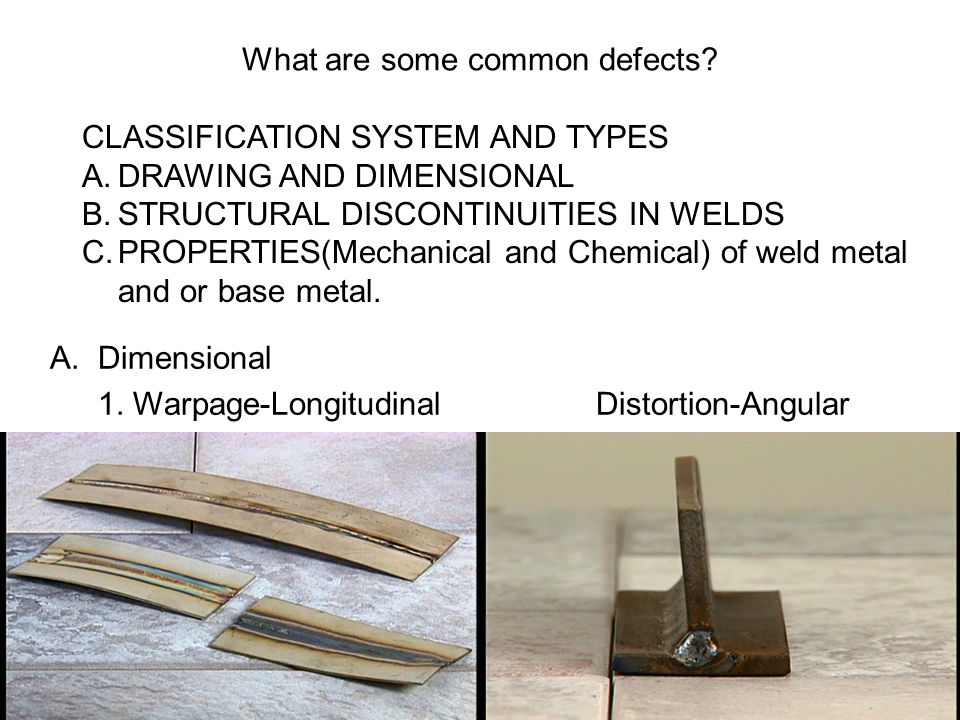 What are some common defects?
CLASSIFICATION SYSTEM AND TYPES
A. DRAWING AND DIMENSIONAL
B. STRUCTURAL DISCONTINUITIES IN WELDS
C. PROPERTIES(Mechanical and Chemical) of weld metal
and or base metal.
A. Dimensional
1. Warpage-Longitudinal Distortion-Angular